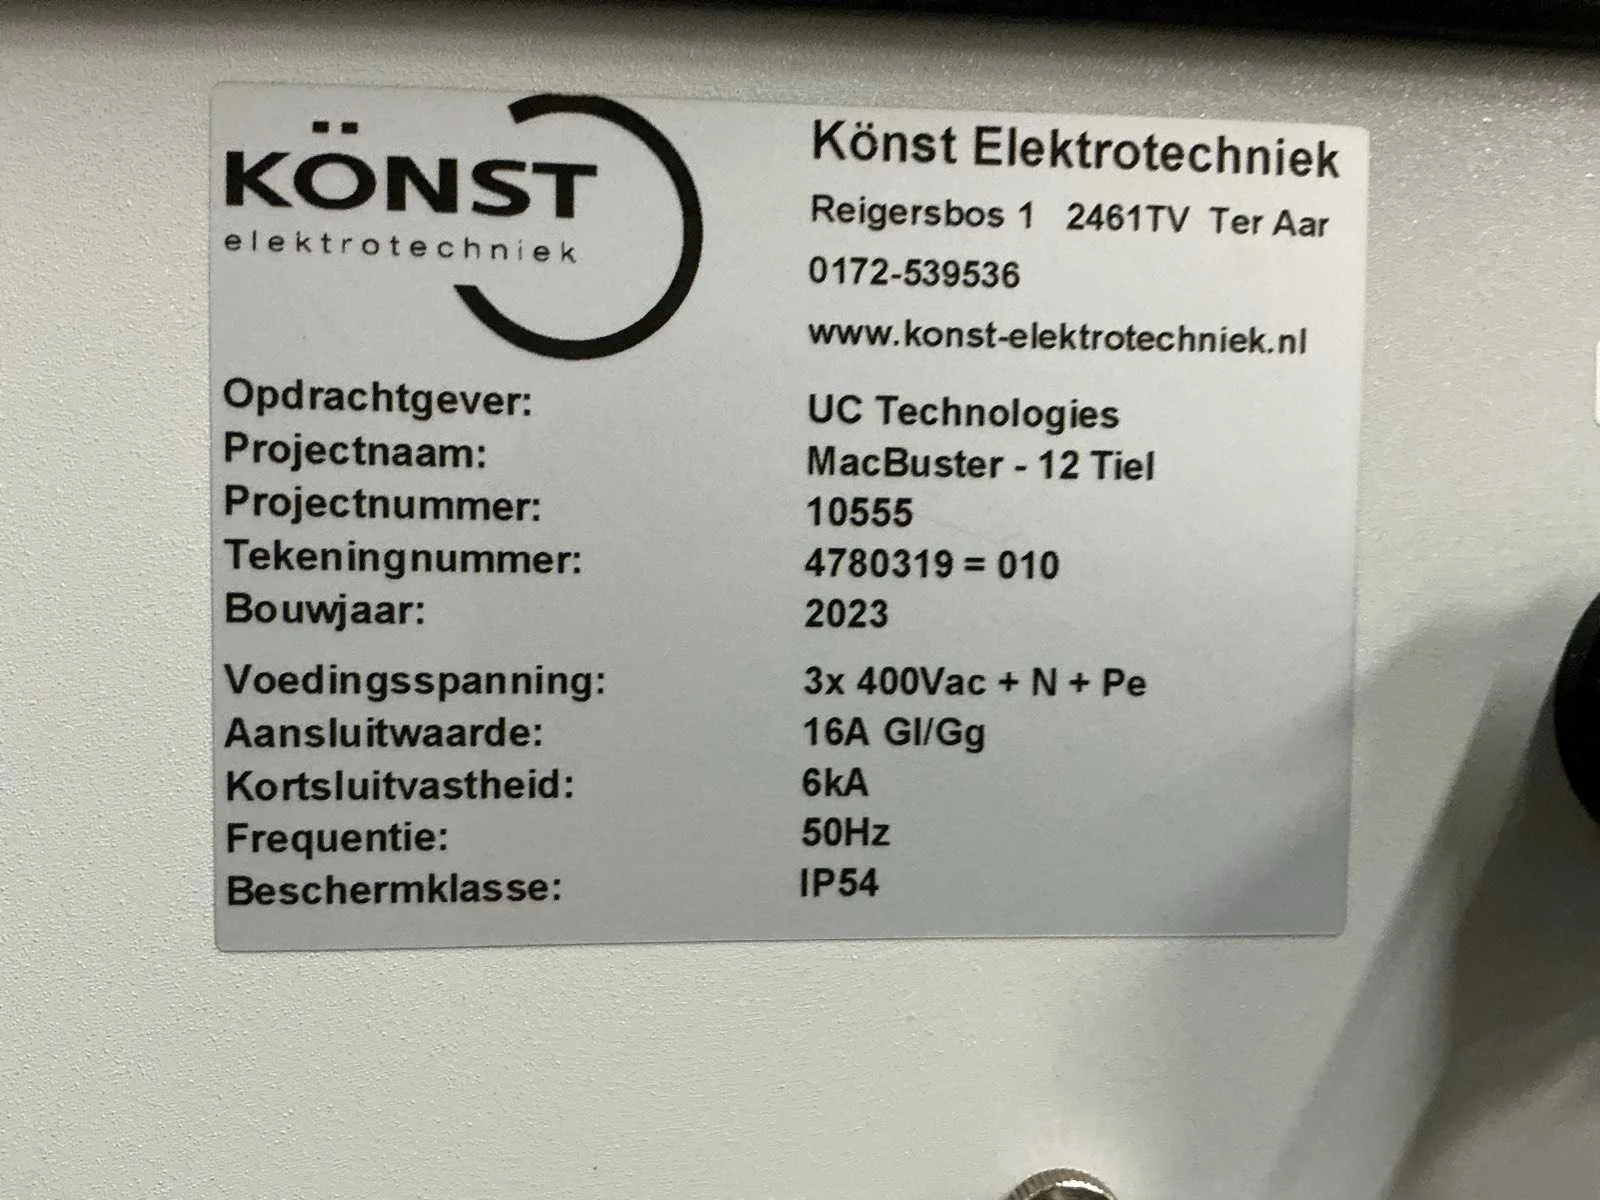 KÖNST
elektrotechniek
Könst Elektrotechniek
Reigersbos 1 2461TV Ter Aar
0172-539536
www.konst-elektrotechniek.nl
Opdrachtgever: UC Technologies
Projectnaam: MacBuster - 12 Tiel
Projectnummer: 10555
Tekeningnummer: 4780319 = 010
Bouwjaar: 2023
Voedingsspanning: 3x 400Vac + N + Pe
Aansluitwaarde: 16A Gl/Gg
Kortsluitvastheid: 6kA
Frequentie: 50Hz
Beschermklasse: IP54